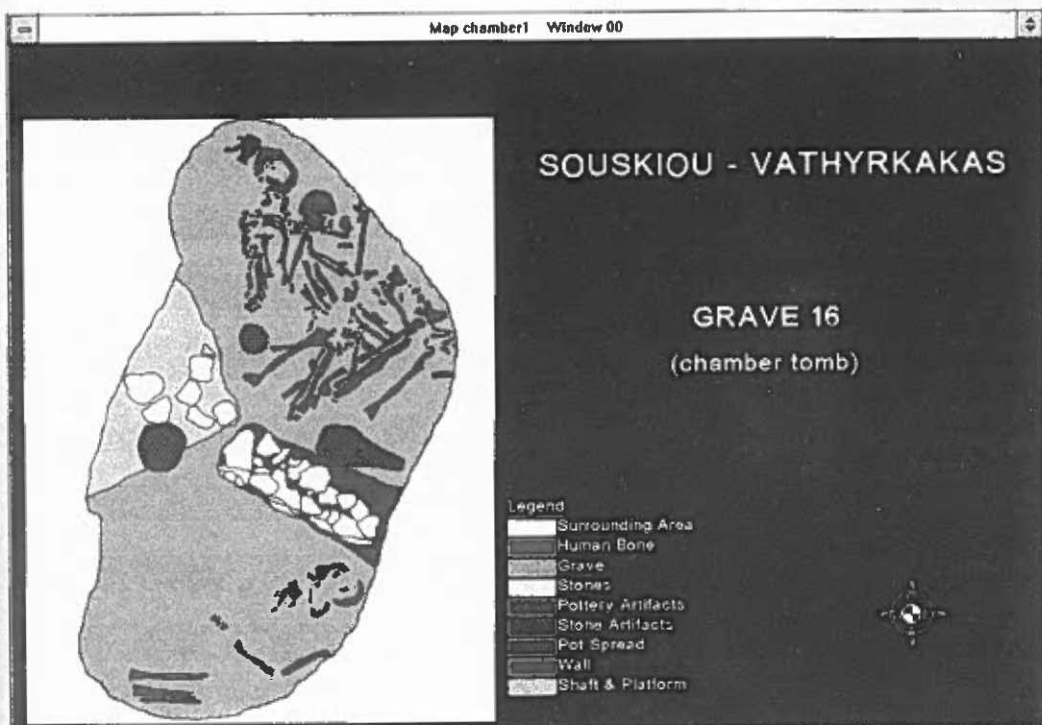 Map chamber1 Window 00
SOUSKIOU - VATHYRKAKAS
GRAVE 16
(chamber tomb)
Legend
Surrounding Area
Human Bone
Grave
Stones
Pottery Artifacts
Stone Artifacts
Pot Spread
Wall
Shaft & Platform